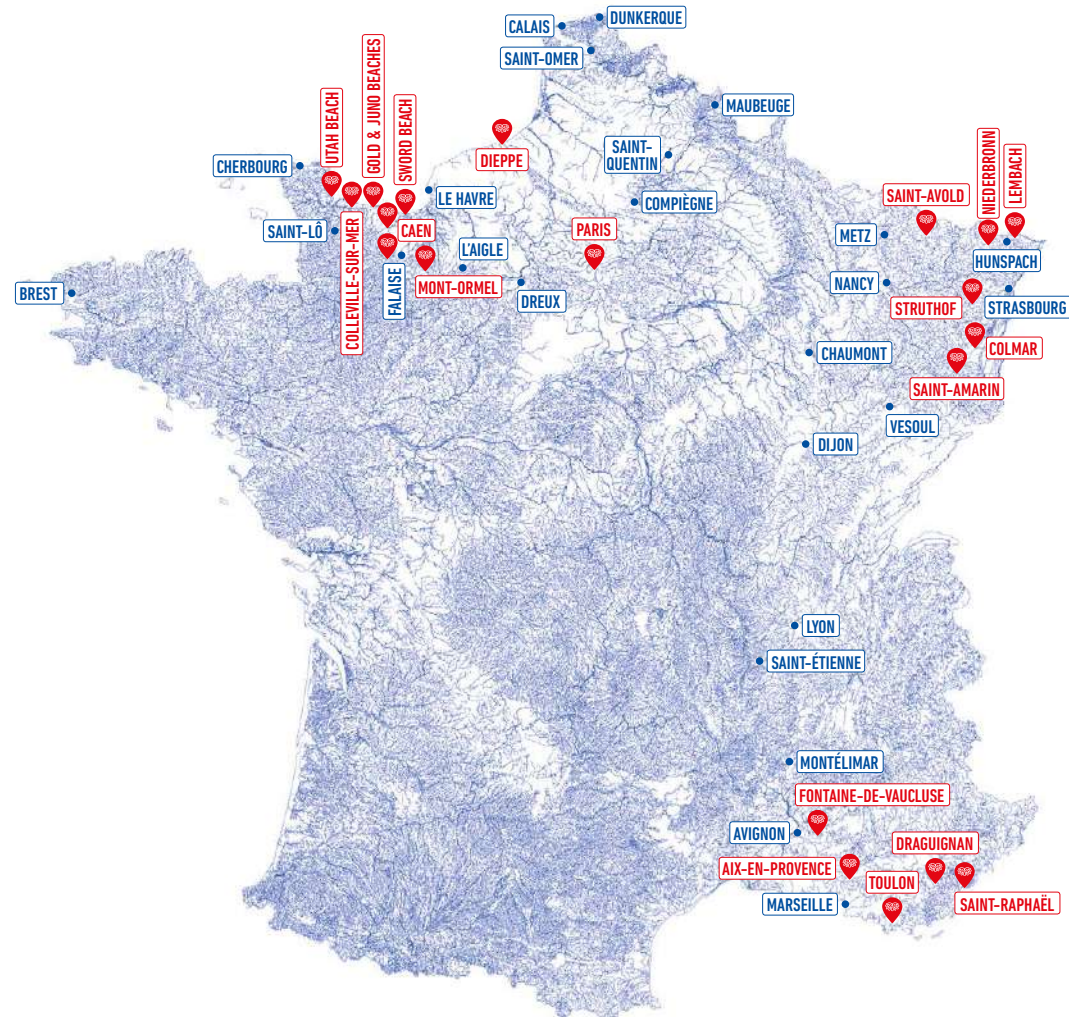 DUNKERQUE
CALAIS
SAINT-OMER
MAUBEUGE
UTAH BEACH
GOLD & JUNO BEACHES
SWORD BEACH
DIEPPE
SAINT-
QUENTIN
CHERBOURG
LE HAVRE
COMPIÈGNE
SAINT-AVOLD
NIEDERBRONN
LEMBACH
SAINT-LÔ
CAEN
PARIS
METZ
HUNSPACH
L'AIGLE
COLLEVILLE-SUR-MER
FALAISE
MONT-ORMEL
BREST
DREUX
NANCY
STRUTHOF
STRASBOURG
CHAUMONT
COLMAR
SAINT-AMARIN
VESOUL
DIJON
LYON
SAINT-ÉTIENNE
MONTÉLIMAR
FONTAINE-DE-VAUCLUSE
AVIGNON
DRAGUIGNAN
AIX-EN-PROVENCE
TOULON
MARSEILLE
SAINT-RAPHAËL